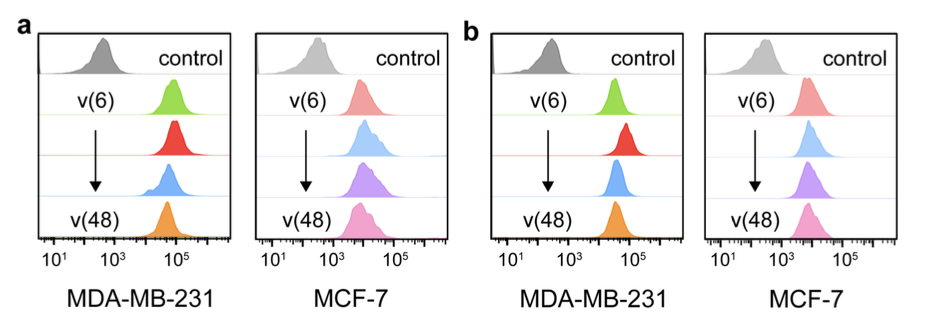 a
control
v(6)
v(48)
10¹ 10³ 10⁵
MDA-MB-231
control
v(6)
v(48)
10¹ 10³ 10⁵
MCF-7
b
control
v(6)
v(48)
10¹ 10³ 10⁵
MDA-MB-231
control
v(6)
v(48)
10¹ 10³ 10⁵
MCF-7